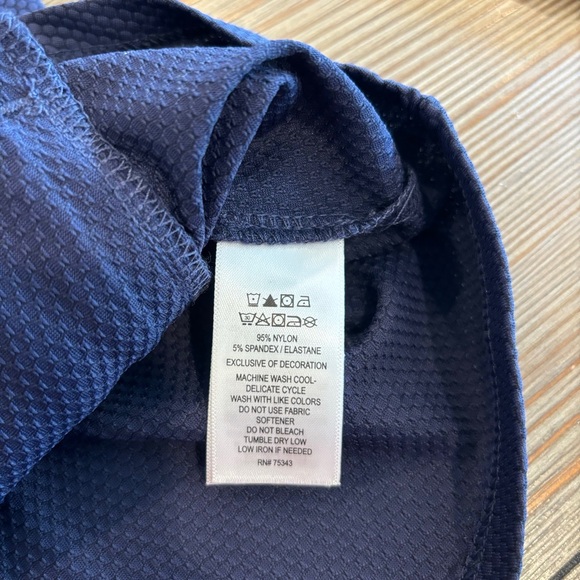 95% NYLON
5% SPANDEX / ELASTANE
EXCLUSIVE OF DECORATION
MACHINE WASH COOL-
DELICATE CYCLE
WASH WITH LIKE COLORS
DO NOT USE FABRIC
SOFTENER
DO NOT BLEACH
TUMBLE DRY LOW
LOW IRON IF NEEDED
RN# 75343